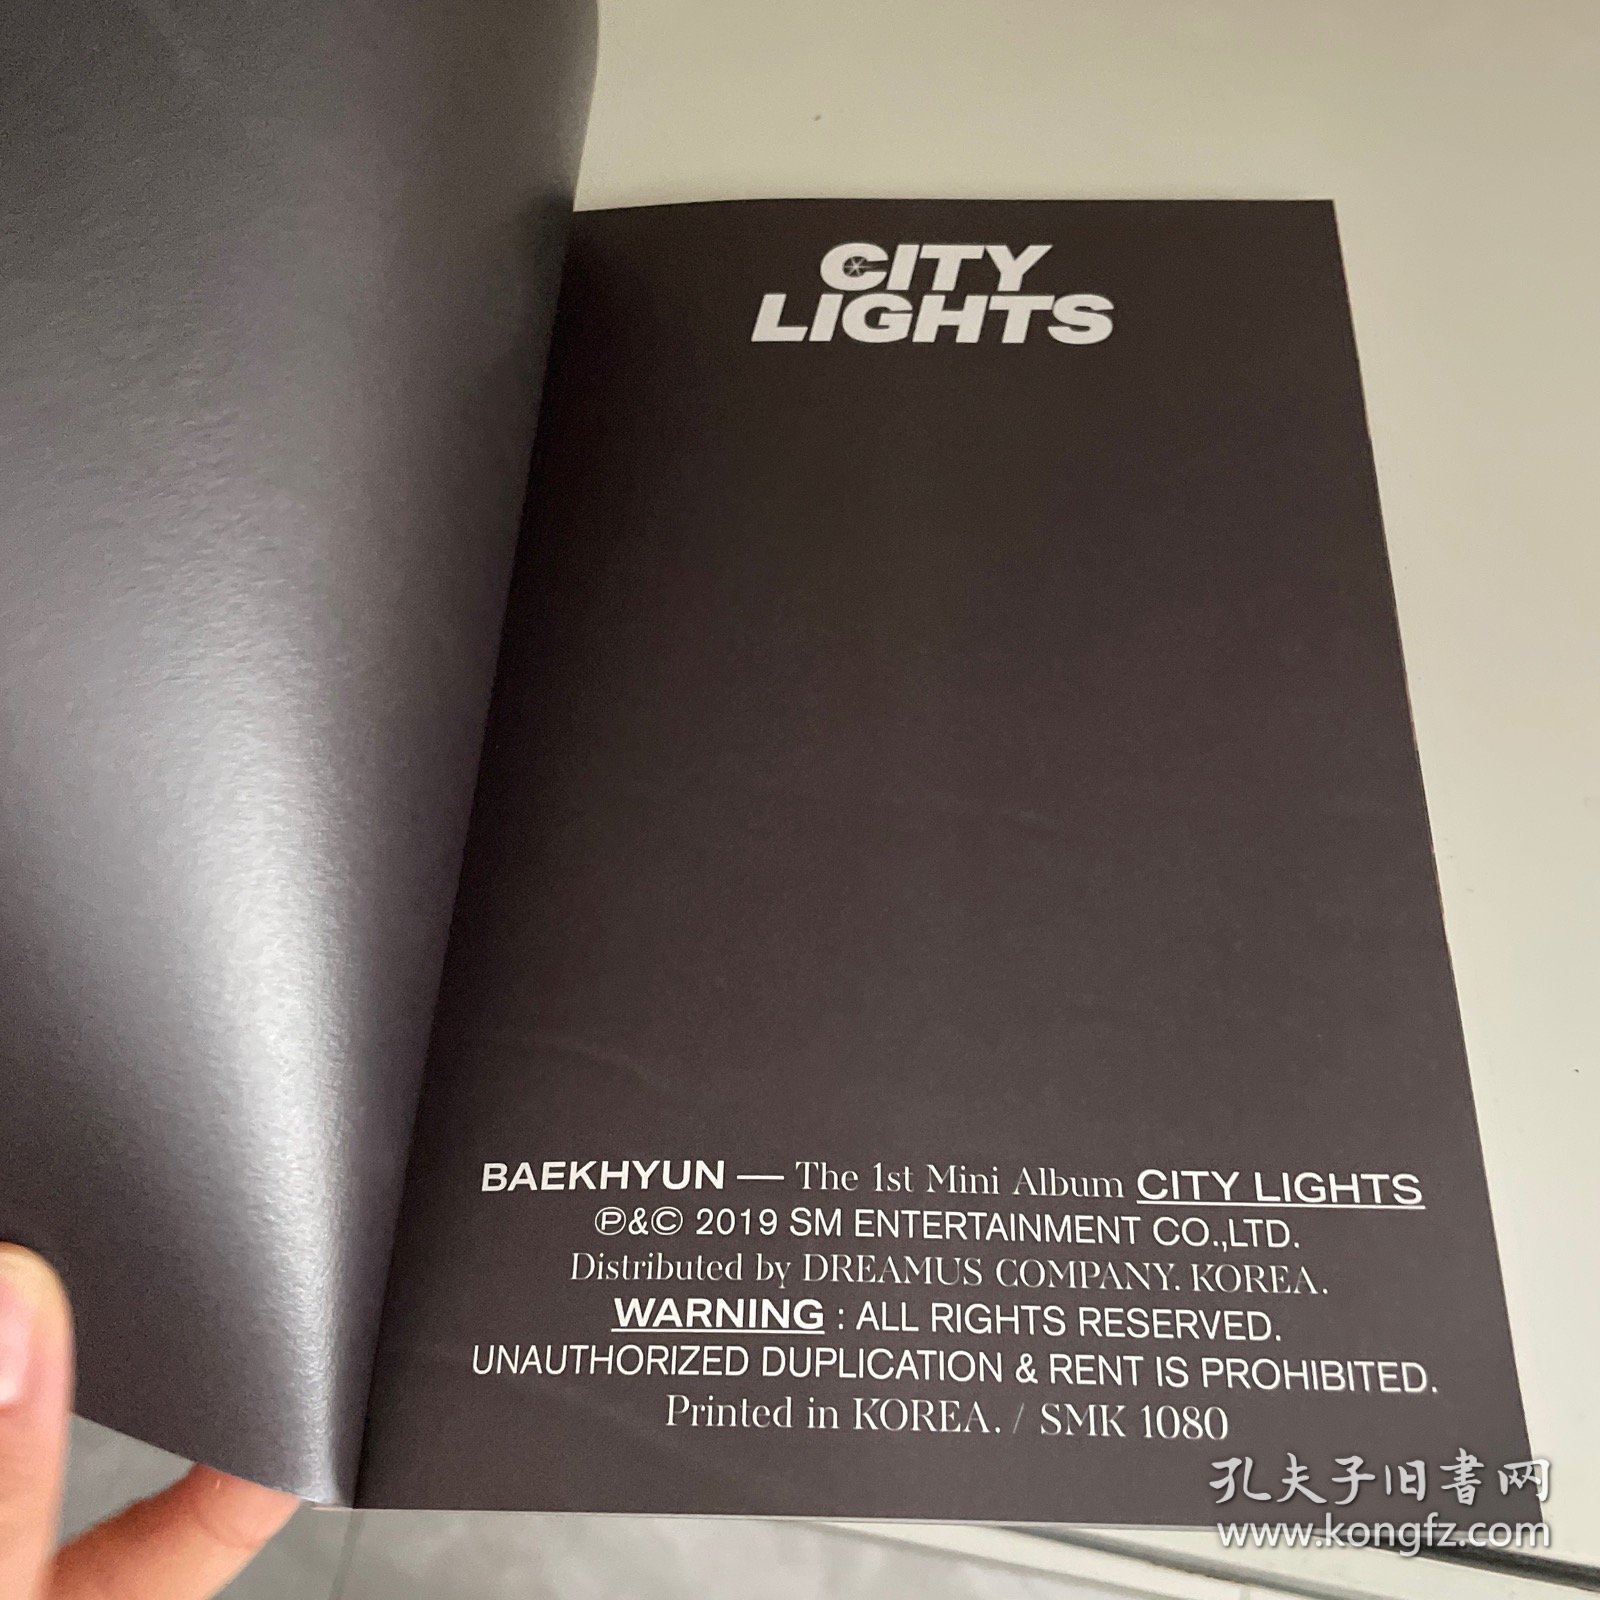 CITY
LIGHTS
BAEKHYUN — The 1st Mini Album CITY LIGHTS
Ⓟ&© 2019 SM ENTERTAINMENT CO.,LTD.
Distributed by DREAMUS COMPANY. KOREA.
WARNING : ALL RIGHTS RESERVED.
UNAUTHORIZED DUPLICATION & RENT IS PROHIBITED.
Printed in KOREA. / SMK 1080
孔夫子旧书网
www.kongfz.com